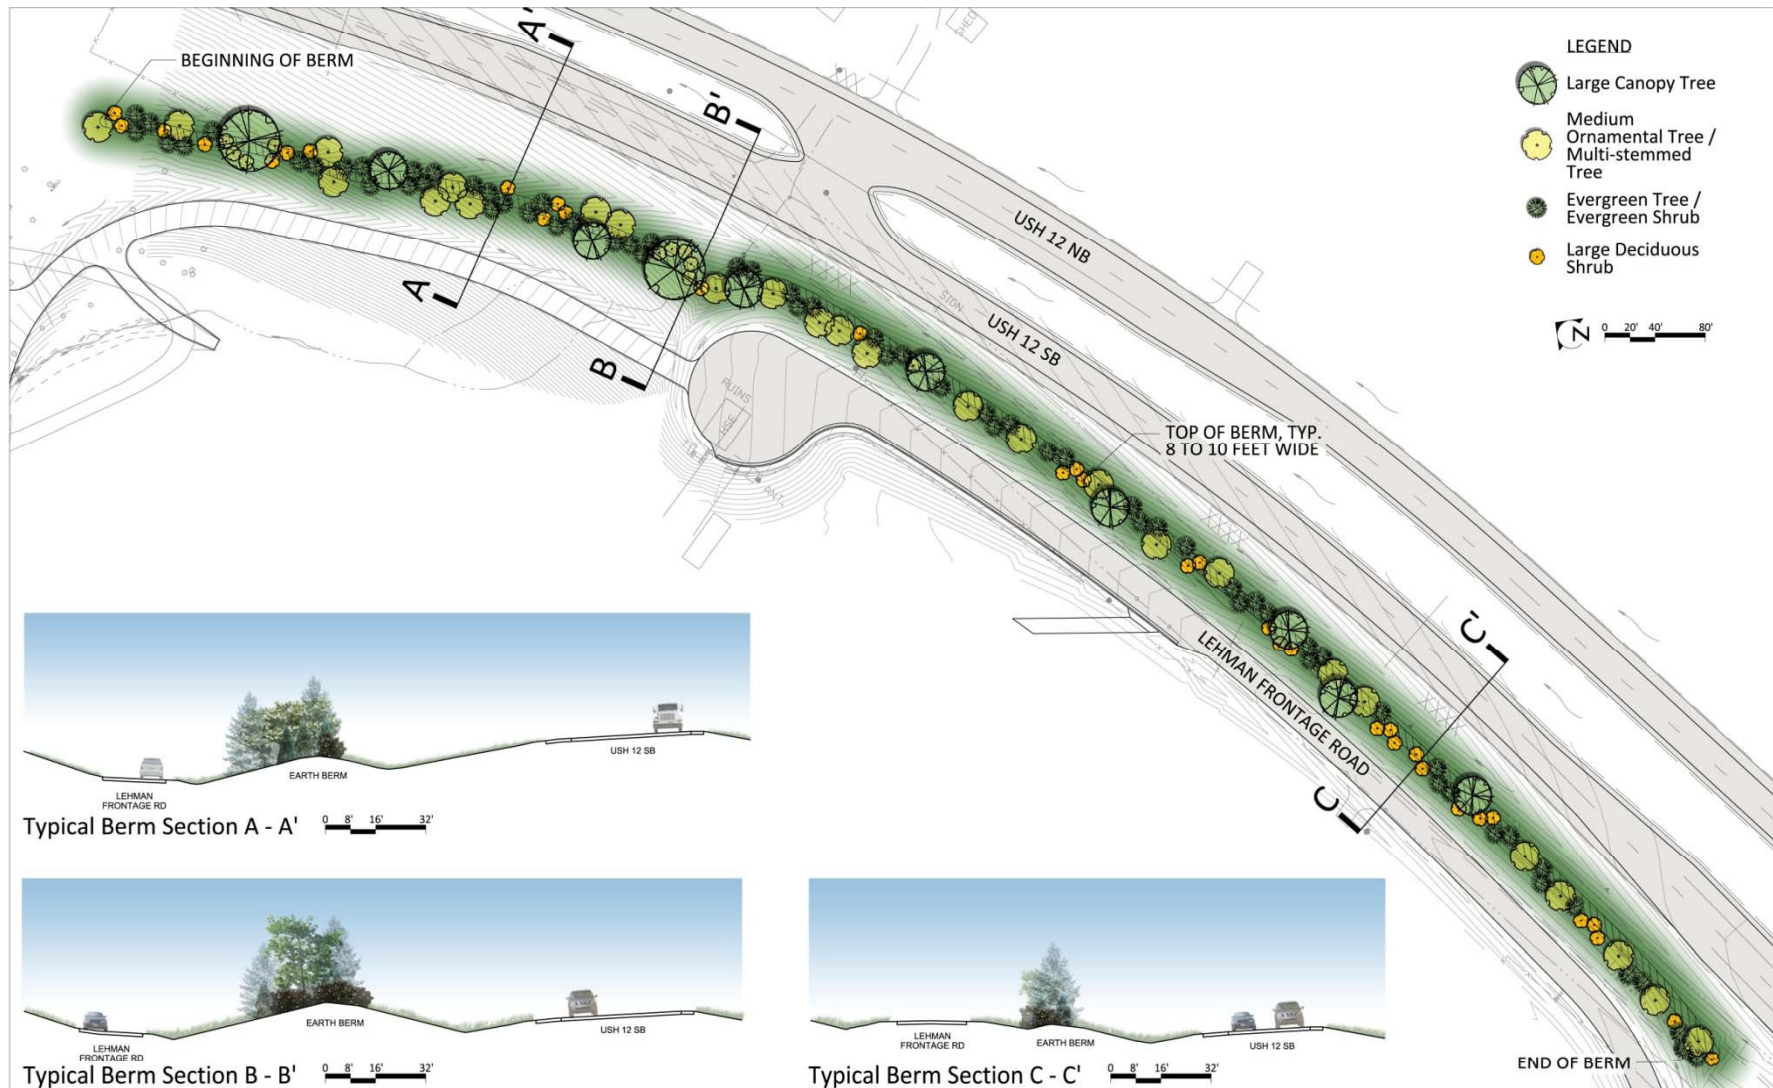 BEGINNING OF BERM
A'
B'
SHED
LEGEND
Large Canopy Tree
Medium
Ornamental Tree /
Multi-stemmed
Tree
Evergreen Tree /
Evergreen Shrub
Large Deciduous
Shrub
N
0 20' 40' 80'
USH 12 NB
USH 12 SB
SION
A
B
RUINS
HSE
ANT.
TOP OF BERM, TYP.
8 TO 10 FEET WIDE
C'
C
LEHMAN FRONTAGE ROAD
END OF BERM
USH 12 SB
EARTH BERM
LEHMAN
FRONTAGE RD
Typical Berm Section A - A'
0 8' 16' 32'
EARTH BERM
USH 12 SB
LEHMAN
FRONTAGE RD
Typical Berm Section B - B'
0 8' 16' 32'
LEHMAN
FRONTAGE RD
EARTH BERM
USH 12 SB
Typical Berm Section C - C'
0 8' 16' 32'